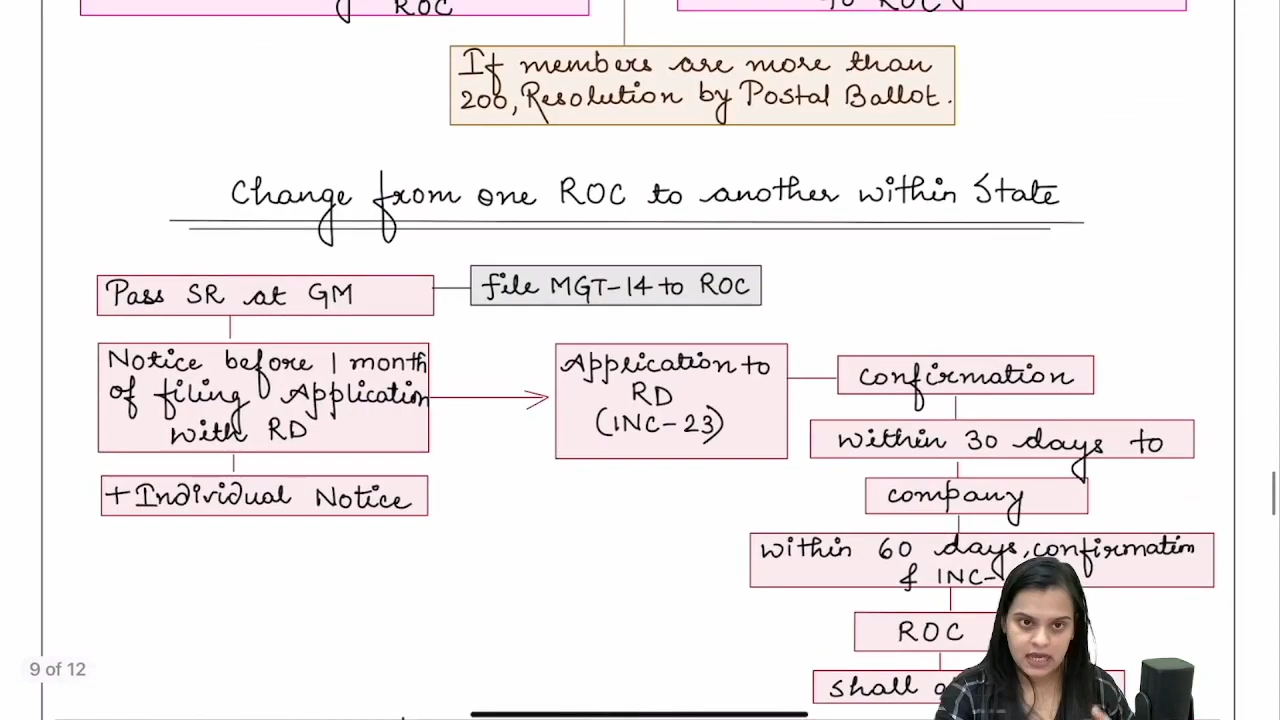 ROC
ROC
If members are more than
200, Resolution by Postal Ballot.
Change from one ROC to another within State
Pass SR at GM
file MGT-14 to ROC
Notice before 1 month
of filing Application
with RD
+ Individual Notice
Application to
RD
(INC-23)
confirmation
within 30 days to
company
within 60 days, confirmation
& INC-
ROC
shall
9 of 12